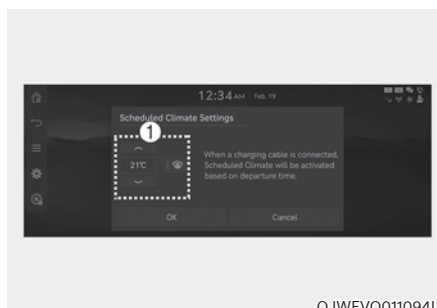 12:34 AM Feb. 19
Scheduled Climate Settings
1
21℃
When a charging cable is connected,
Scheduled Climate will be activated
based on departure time.
OK Cancel